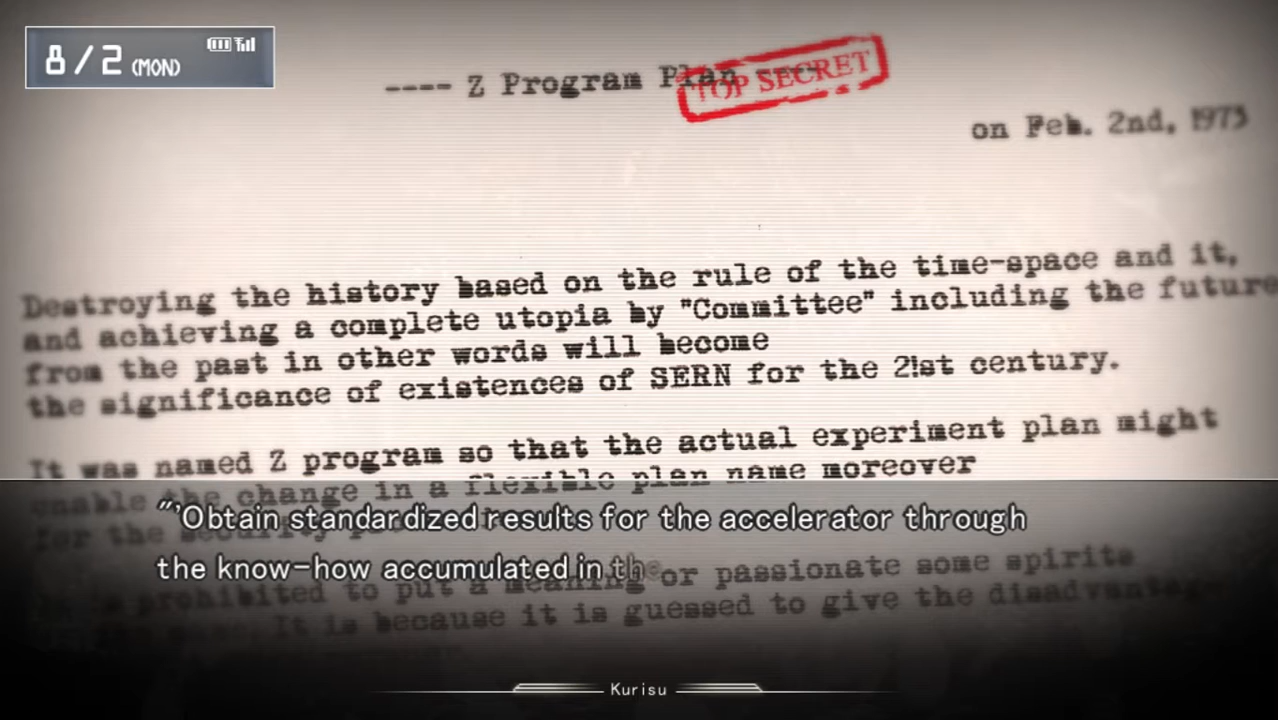 8/2 (MON)
---- Z Program Plan ----
TOP SECRET
on Feb. 2nd, 1973
Destroying the history based on the rule of the time-space and it,
and achieving a complete utopia by "Committee" including the future
from the past in other words will become
the significance of existences of SERN for the 21st century.
It was named Z program so that the actual experiment plan might
enable the change in a flexible plan name moreover
for the security
prohibited to put a meaning or passionate some spirits
It is because it is guessed to give the disadvantage
"'Obtain standardized results for the accelerator through
the know-how accumulated in the
Kurisu